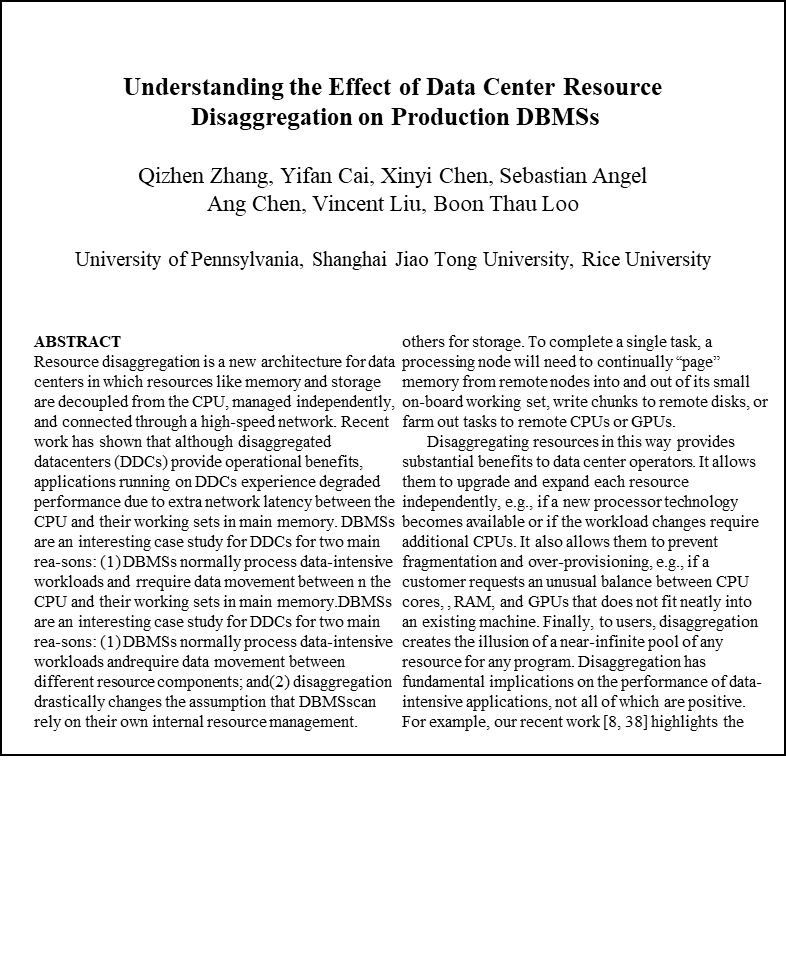 Understanding the Effect of Data Center Resource
Disaggregation on Production DBMSs
Qizhen Zhang, Yifan Cai, Xinyi Chen, Sebastian Angel
Ang Chen, Vincent Liu, Boon Thau Loo
University of Pennsylvania, Shanghai Jiao Tong University, Rice University
ABSTRACT
Resource disaggregation is a new architecture for data
centers in which resources like memory and storage
are decoupled from the CPU, managed independently,
and connected through a high-speed network. Recent
work has shown that although disaggregated
datacenters (DDCs) provide operational benefits,
applications running on DDCs experience degraded
performance due to extra network latency between the
CPU and their working sets in main memory. DBMSs
are an interesting case study for DDCs for two main
rea-sons: (1) DBMSs normally process data-intensive
workloads and rrequire data movement between n the
CPU and their working sets in main memory.DBMSs
are an interesting case study for DDCs for two main
rea-sons: (1) DBMSs normally process data-intensive
workloads andrequire data movement between
different resource components; and(2) disaggregation
drastically changes the assumption that DBMSscan
rely on their own internal resource management.
others for storage. To complete a single task, a
processing node will need to continually “page”
memory from remote nodes into and out of its small
on-board working set, write chunks to remote disks, or
farm out tasks to remote CPUs or GPUs.
Disaggregating resources in this way provides
substantial benefits to data center operators. It allows
them to upgrade and expand each resource
independently, e.g., if a new processor technology
becomes available or if the workload changes require
additional CPUs. It also allows them to prevent
fragmentation and over-provisioning, e.g., if a
customer requests an unusual balance between CPU
cores, , RAM, and GPUs that does not fit neatly into
an existing machine. Finally, to users, disaggregation
creates the illusion of a near-infinite pool of any
resource for any program. Disaggregation has
fundamental implications on the performance of data-
intensive applications, not all of which are positive.
For example, our recent work [8, 38] highlights the